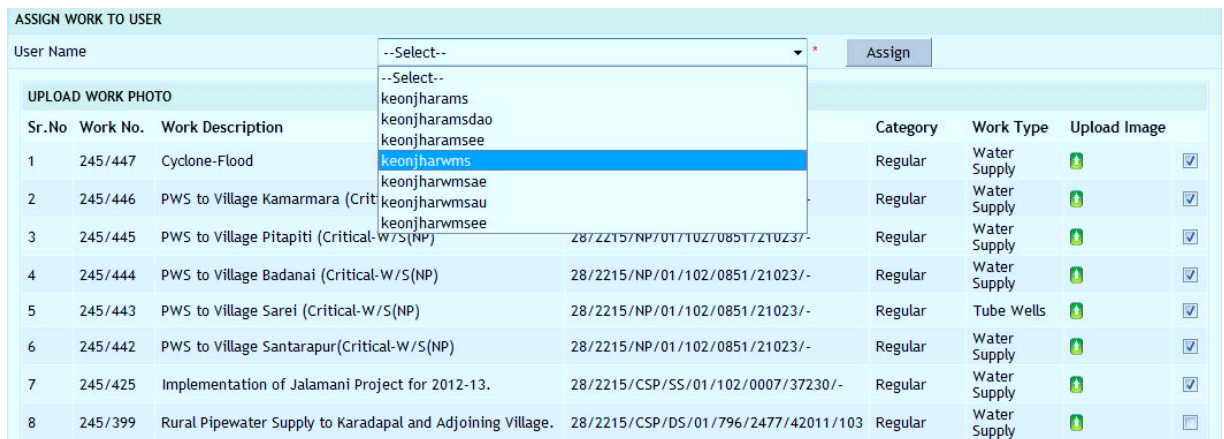 ASSIGN WORK TO USER
User Name --Select-- * Assign
--Select--
keonjharams
keonjharamsdao
keonjharamsee
keonjharwms
keonjharwmsae
keonjharwmsau
keonjharwmsee
UPLOAD WORK PHOTO
Sr.No Work No. Work Description Category Work Type Upload Image
1 245/447 Cyclone-Flood Regular Water Supply
2 245/446 PWS to Village Kamarmara (Crit Regular Water Supply
3 245/445 PWS to Village Pitapiti (Critical-W/S(NP) 28/2215/NP/01/102/0851/21023/- Regular Water Supply
4 245/444 PWS to Village Badanai (Critical-W/S(NP) 28/2215/NP/01/102/0851/21023/- Regular Water Supply
5 245/443 PWS to Village Sarei (Critical-W/S(NP) 28/2215/NP/01/102/0851/21023/- Regular Tube Wells
6 245/442 PWS to Village Santarapur(Critical-W/S(NP) 28/2215/NP/01/102/0851/21023/- Regular Water Supply
7 245/425 Implementation of Jalamani Project for 2012-13. 28/2215/CSP/SS/01/102/0007/37230/- Regular Water Supply
8 245/399 Rural Pipewater Supply to Karadapal and Adjoining Village. 28/2215/CSP/DS/01/796/2477/42011/103 Regular Water Supply